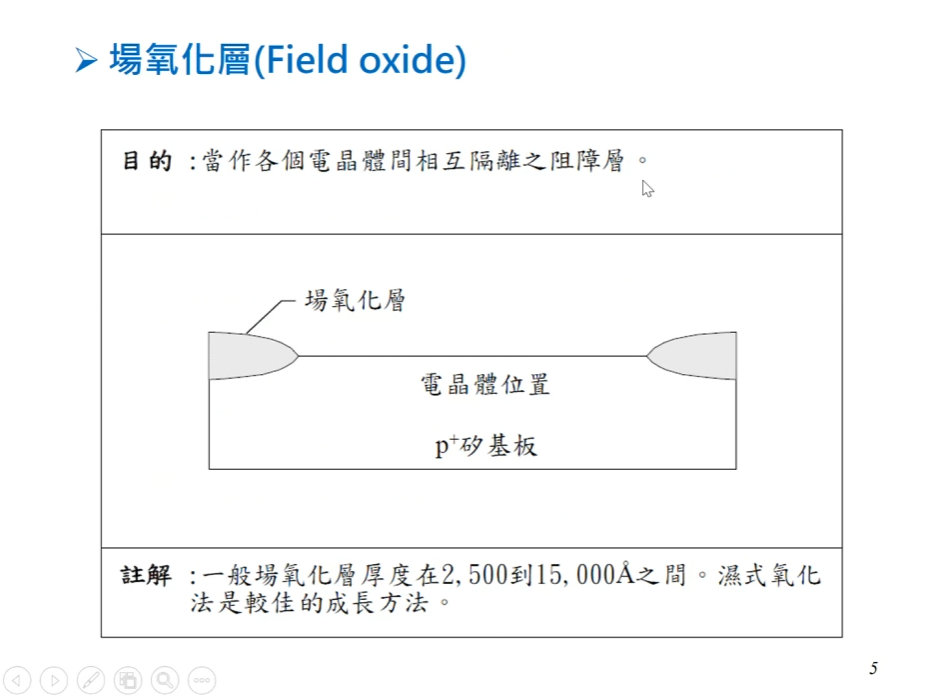 ➢ 場氧化層(Field oxide)
目的 :當作各個電晶體間相互隔離之阻障層。
場氧化層
電晶體位置
p⁺矽基板
註解 :一般場氧化層厚度在2,500到15,000Å之間。濕式氧化
法是較佳的成長方法。
5